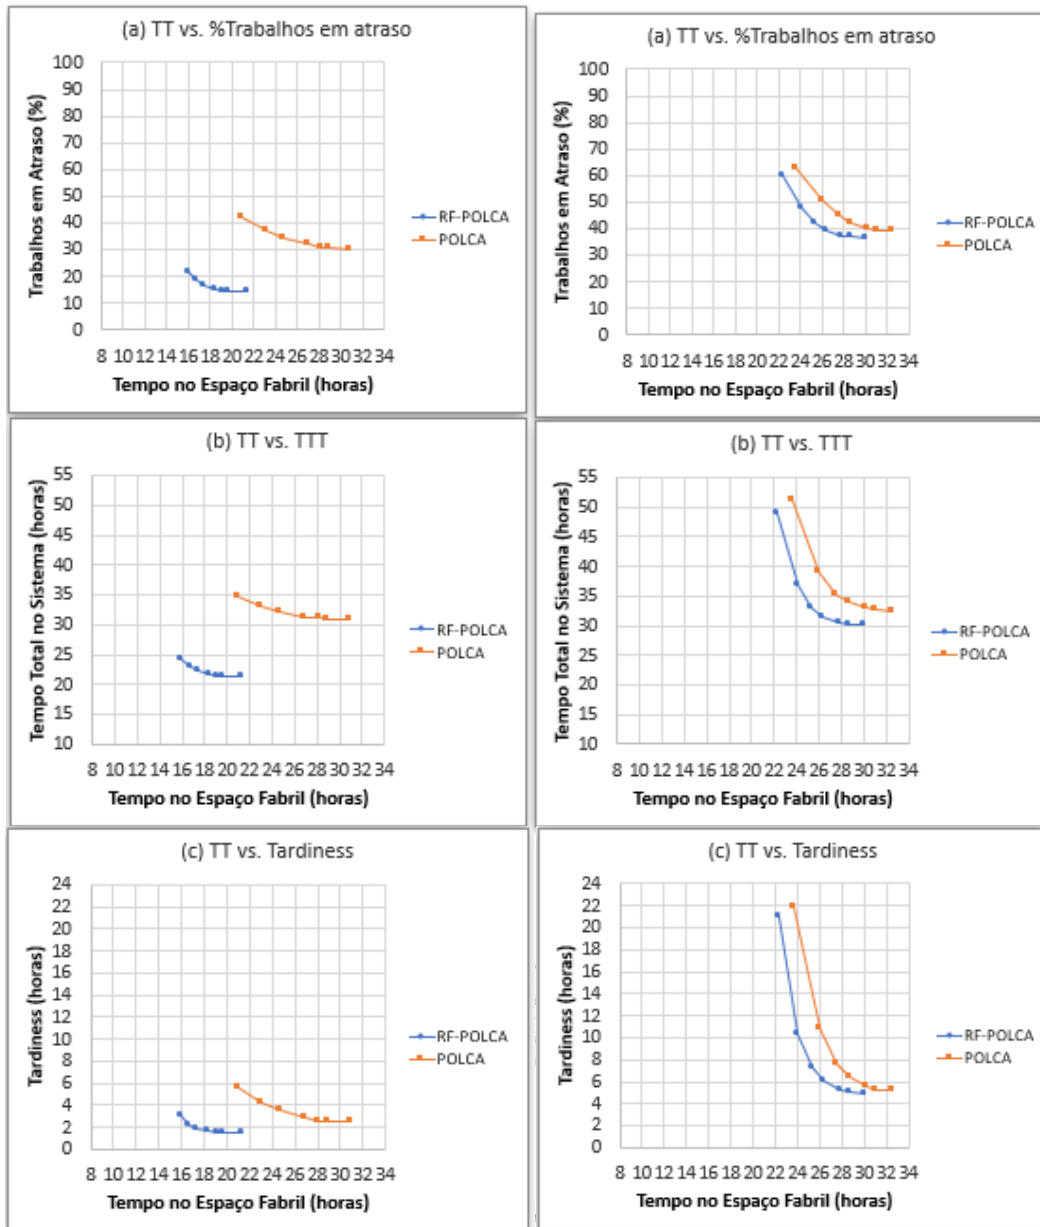 (a) TT vs. %Trabalhos em atraso
Trabalhos em Atraso (%)
100
90
80
70
60
50
40
30
20
10
0
8 10 12 14 16 18 20 22 24 26 28 30 32 34
Tempo no Espaço Fabril (horas)
RF-POLCA
POLCA
(a) TT vs. %Trabalhos em atraso
Trabalhos em Atraso (%)
100
90
80
70
60
50
40
30
20
10
0
8 10 12 14 16 18 20 22 24 26 28 30 32 34
Tempo no Espaço Fabril (horas)
RF-POLCA
POLCA
(b) TT vs. TTT
Tempo Total no Sistema (horas)
55
50
45
40
35
30
25
20
15
10
8 10 12 14 16 18 20 22 24 26 28 30 32 34
Tempo no Espaço Fabril (horas)
RF-POLCA
POLCA
(b) TT vs. TTT
Tempo Total no Sistema (horas)
55
50
45
40
35
30
25
20
15
10
8 10 12 14 16 18 20 22 24 26 28 30 32 34
Tempo no Espaço Fabril (horas)
RF-POLCA
POLCA
(c) TT vs. Tardiness
Tardiness (horas)
24
22
20
18
16
14
12
10
8
6
4
2
0
8 10 12 14 16 18 20 22 24 26 28 30 32 34
Tempo no Espaço Fabril (horas)
RF-POLCA
POLCA
(c) TT vs. Tardiness
Tardiness (horas)
24
22
20
18
16
14
12
10
8
6
4
2
0
8 10 12 14 16 18 20 22 24 26 28 30 32 34
Tempo no Espaço Fabril (horas)
RF-POLCA
POLCA